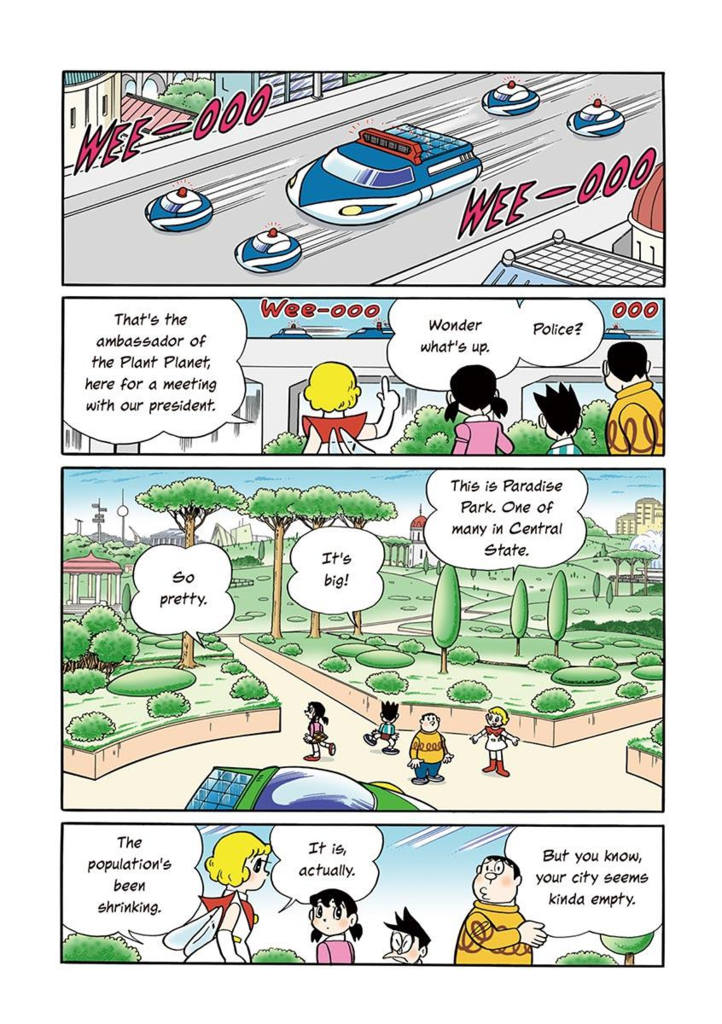 WEE-OOO
WEE-OOO
OOO
Police?
Wonder
what's up.
Wee-ooo
That's the
ambassador of
the Plant Planet,
here for a meeting
with our president.
This is Paradise
Park. One of
many in Central
State.
It's
big!
So
pretty.
But you know,
your city seems
kinda empty.
It is,
actually.
The
population's
been
shrinking.